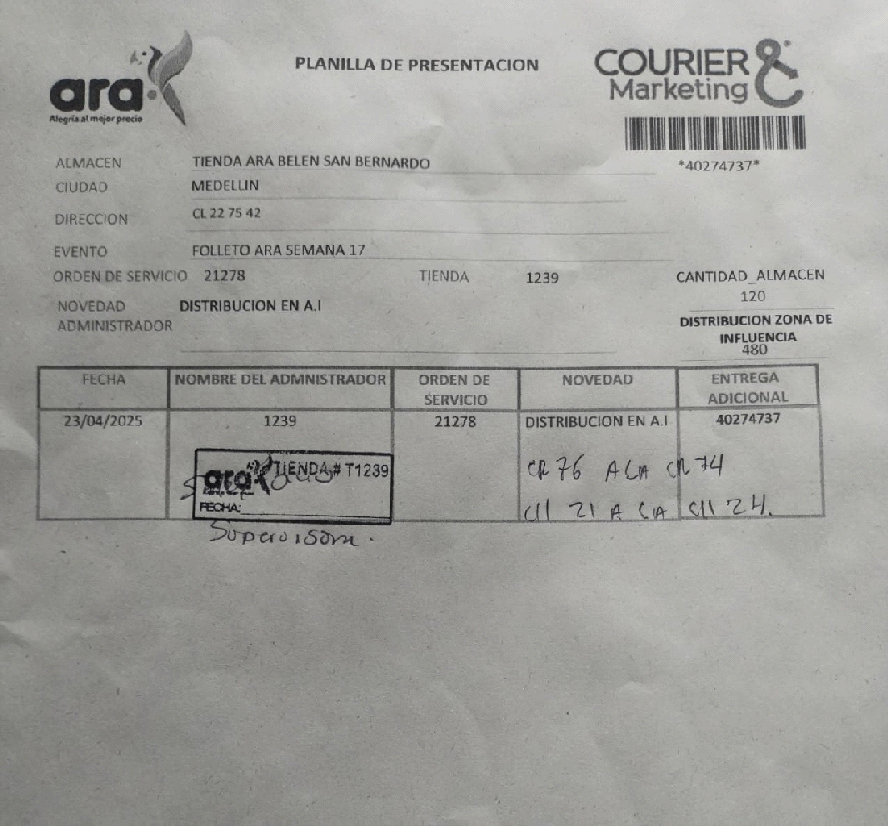 PLANILLA DE PRESENTACION
ara
Alegría al mejor precio
COURIER &
Marketing
*40274737*
ALMACEN TIENDA ARA BELEN SAN BERNARDO
CIUDAD MEDELLIN
DIRECCION CL 22 75 42
EVENTO FOLLETO ARA SEMANA 17
ORDEN DE SERVICIO 21278 TIENDA 1239 CANTIDAD_ALMACEN
120
NOVEDAD DISTRIBUCION EN A.I
ADMINISTRADOR
DISTRIBUCION ZONA DE
INFLUENCIA
480
FECHA NOMBRE DEL ADMNISTRADOR ORDEN DE SERVICIO NOVEDAD ENTREGA ADICIONAL
23/04/2025 1239 21278 DISTRIBUCION EN A.I 40274737
ara TIENDA # T1239
FECHA:
CR 76 A LA CR 74
Cll 21 A LA Cll 24.
Supervisora.